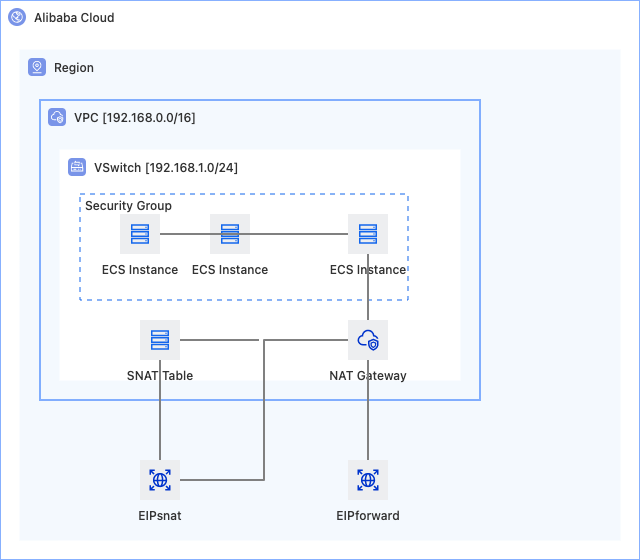 Alibaba Cloud
Region
VPC [192.168.0.0/16]
VSwitch [192.168.1.0/24]
Security Group
ECS Instance
ECS Instance
ECS Instance
SNAT Table
NAT Gateway
EIPsnat
EIPforward